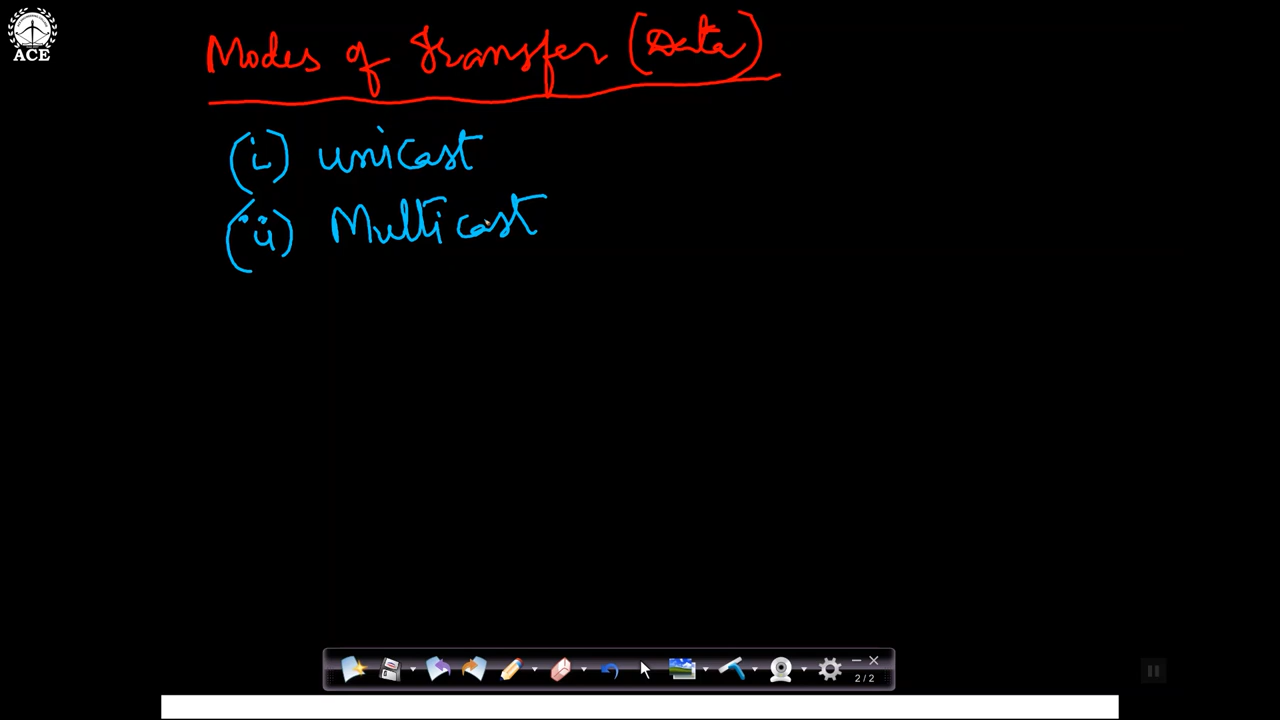 ACE
Modes of Transfer (Data)
(i) unicast
(ii) Multicast
2/2